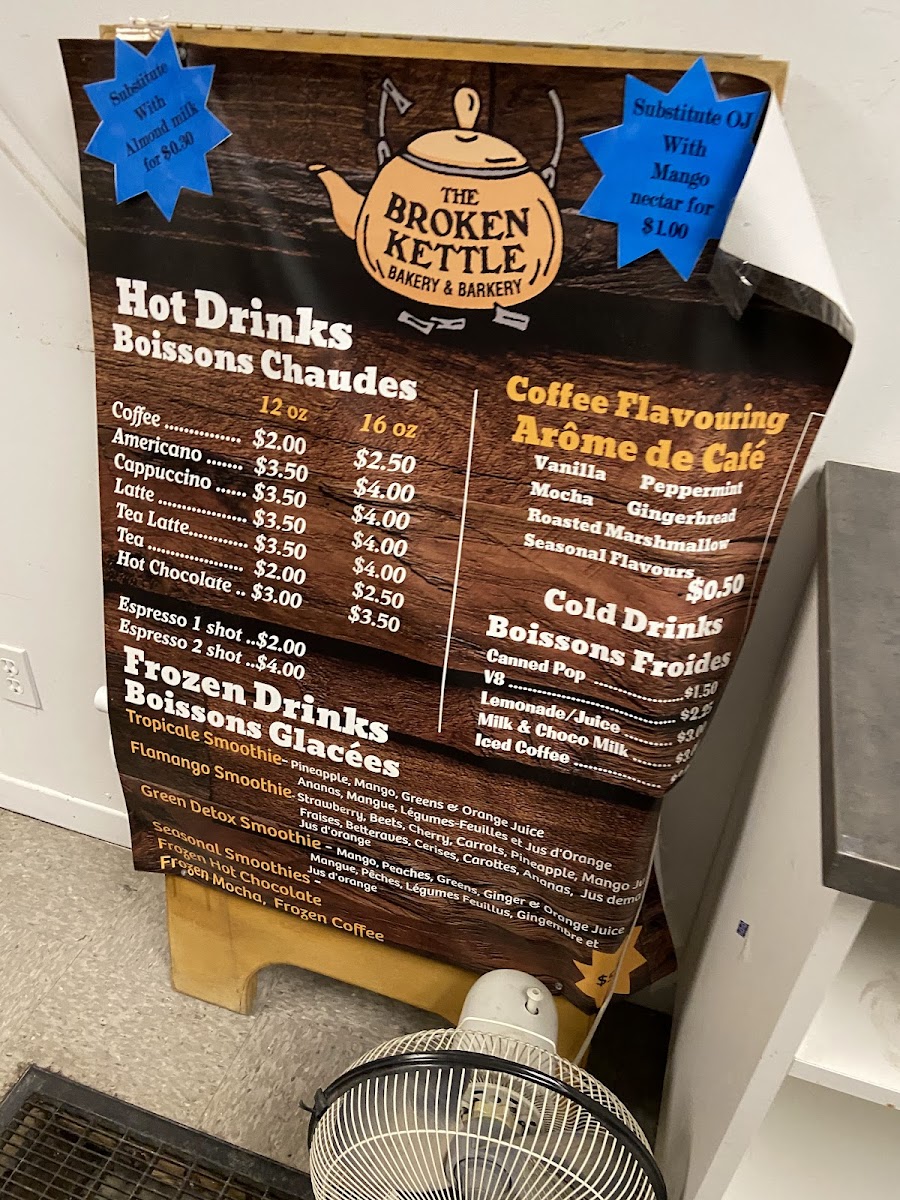 Substitute
With
Almond milk
for $0.30
THE
BROKEN
KETTLE
BAKERY & BARKERY
Substitute OJ
With
Mango
nectar for
$1.00
Hot Drinks
Boissons Chaudes
12 oz 16 oz
Coffee ................ $2.00 $2.50
Americano ....... $3.50 $4.00
Cappuccino ...... $3.50 $4.00
Latte .................. $3.50 $4.00
Tea Latte............ $3.50 $4.00
Tea .................... $2.00 $2.50
Hot Chocolate .. $3.00 $3.50
Espresso 1 shot ..$2.00
Espresso 2 shot ..$4.00
Coffee Flavouring
Arôme de Café
Vanilla Peppermint
Mocha Gingerbread
Roasted Marshmallow
Seasonal Flavours
$0.50
Cold Drinks
Boissons Froides
Canned Pop ....................$1.50
V8
Lemonade/Juice
Milk & Choco Milk
Iced Coffee
Frozen Drinks
Boissons Glacées
Tropicale Smoothie- Pineapple, Mango, Greens & Orange Juice
Ananas, Mangue, Légumes-Feuilles et Jus d'Orange
Flamango Smoothie- Strawberry, Beets, Cherry, Carrots, Pineapple, Mango
Fraises, Betteraves, Cerises, Carottes, Ananas, Jus
Jus d'orange
Green Detox Smoothie - Mango, Peaches, Greens, Ginger & Orange Juice
Mangue, Pêches, Légumes Feuillus, Gingembre et
Jus d'orange
Seasonal Smoothies -
Frozen Hot Chocolate
Frozen Mocha, Frozen Coffee